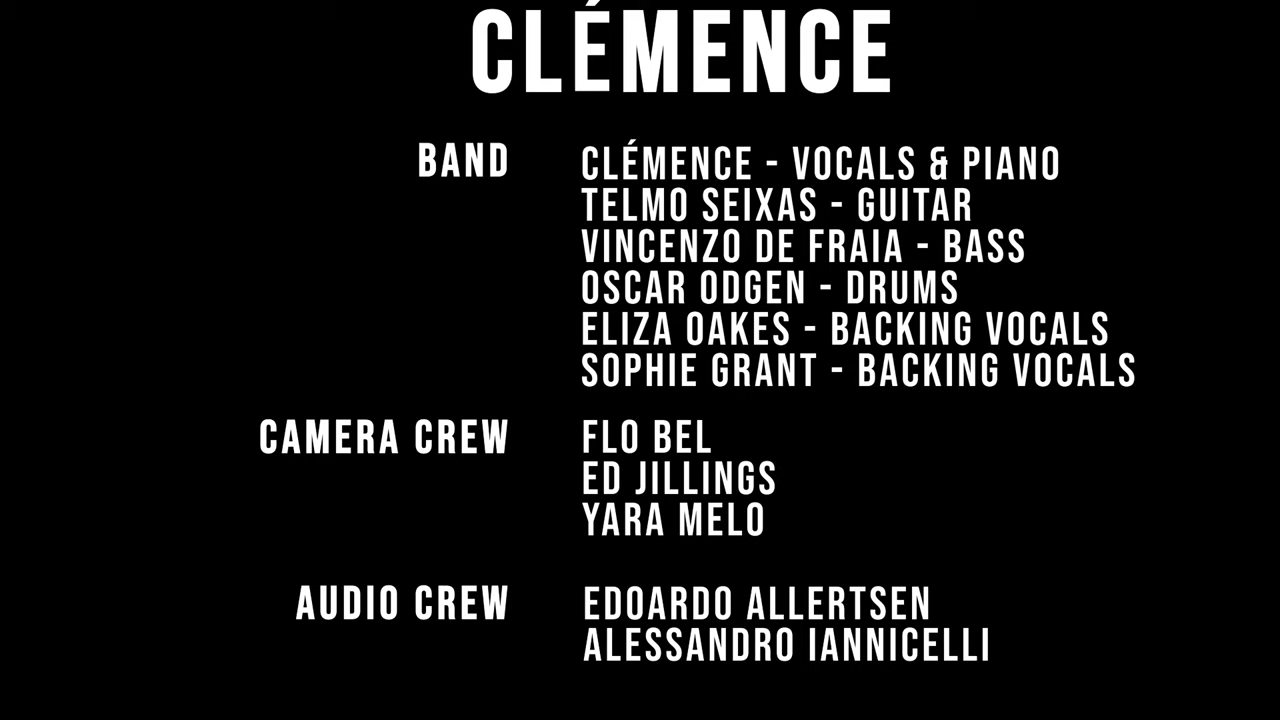 CLÉMENCE
BAND CLÉMENCE - VOCALS & PIANO
TELMO SEIXAS - GUITAR
VINCENZO DE FRAIA - BASS
OSCAR ODGEN - DRUMS
ELIZA OAKES - BACKING VOCALS
SOPHIE GRANT - BACKING VOCALS
CAMERA CREW FLO BEL
ED JILLINGS
YARA MELO
AUDIO CREW EDOARDO ALLERTSEN
ALESSANDRO IANNICELLI